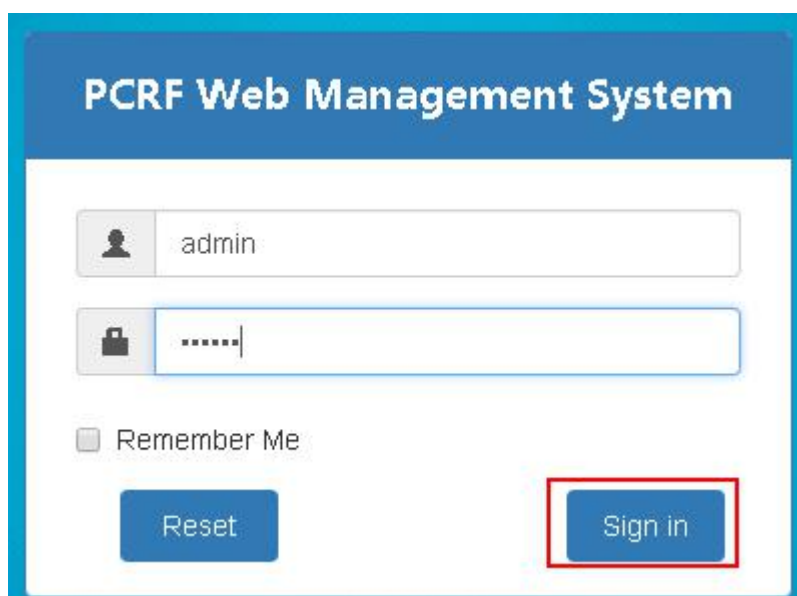 PCRF Web Management System
admin
••••••
Remember Me
Reset
Sign in